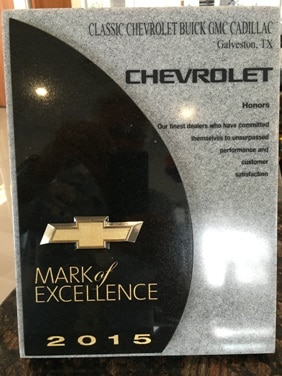 CLASSIC CHEVROLET BUICK GMC CADILLAC
Galveston, TX
CHEVROLET
Honors
Our finest dealers who have committed
themselves to unsurpassed
performance and
customer
satisfaction
MARK of
EXCELLENCE
2015